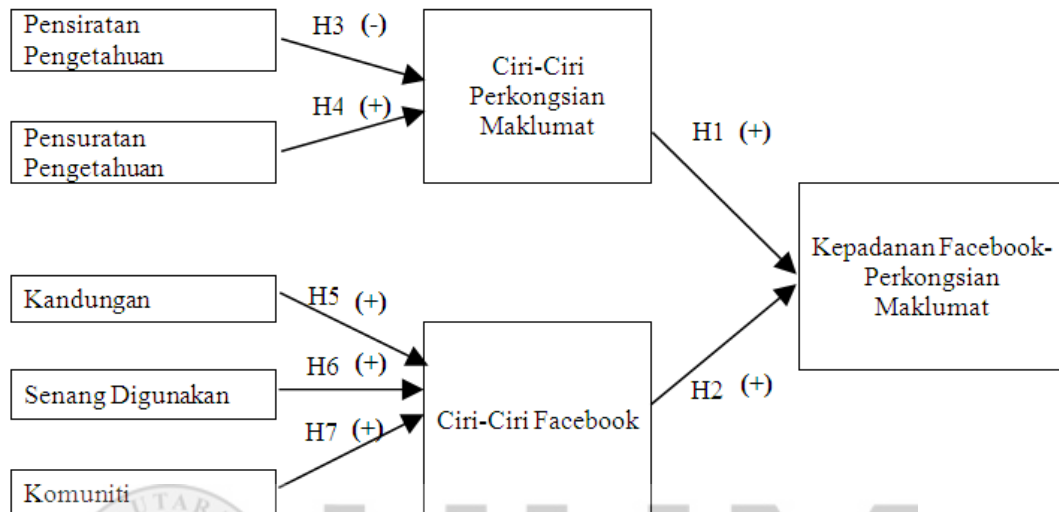 Pensiratan
Pengetahuan
H3 (-)
Ciri-Ciri
Perkongsian
Maklumat
H4 (+)
Pensuratan
Pengetahuan
H1 (+)
Kepadanan Facebook-
Perkongsian
Maklumat
Kandungan
H5 (+)
Senang Digunakan
H6 (+)
Ciri-Ciri Facebook
H2 (+)
H7 (+)
Komuniti
UTAR